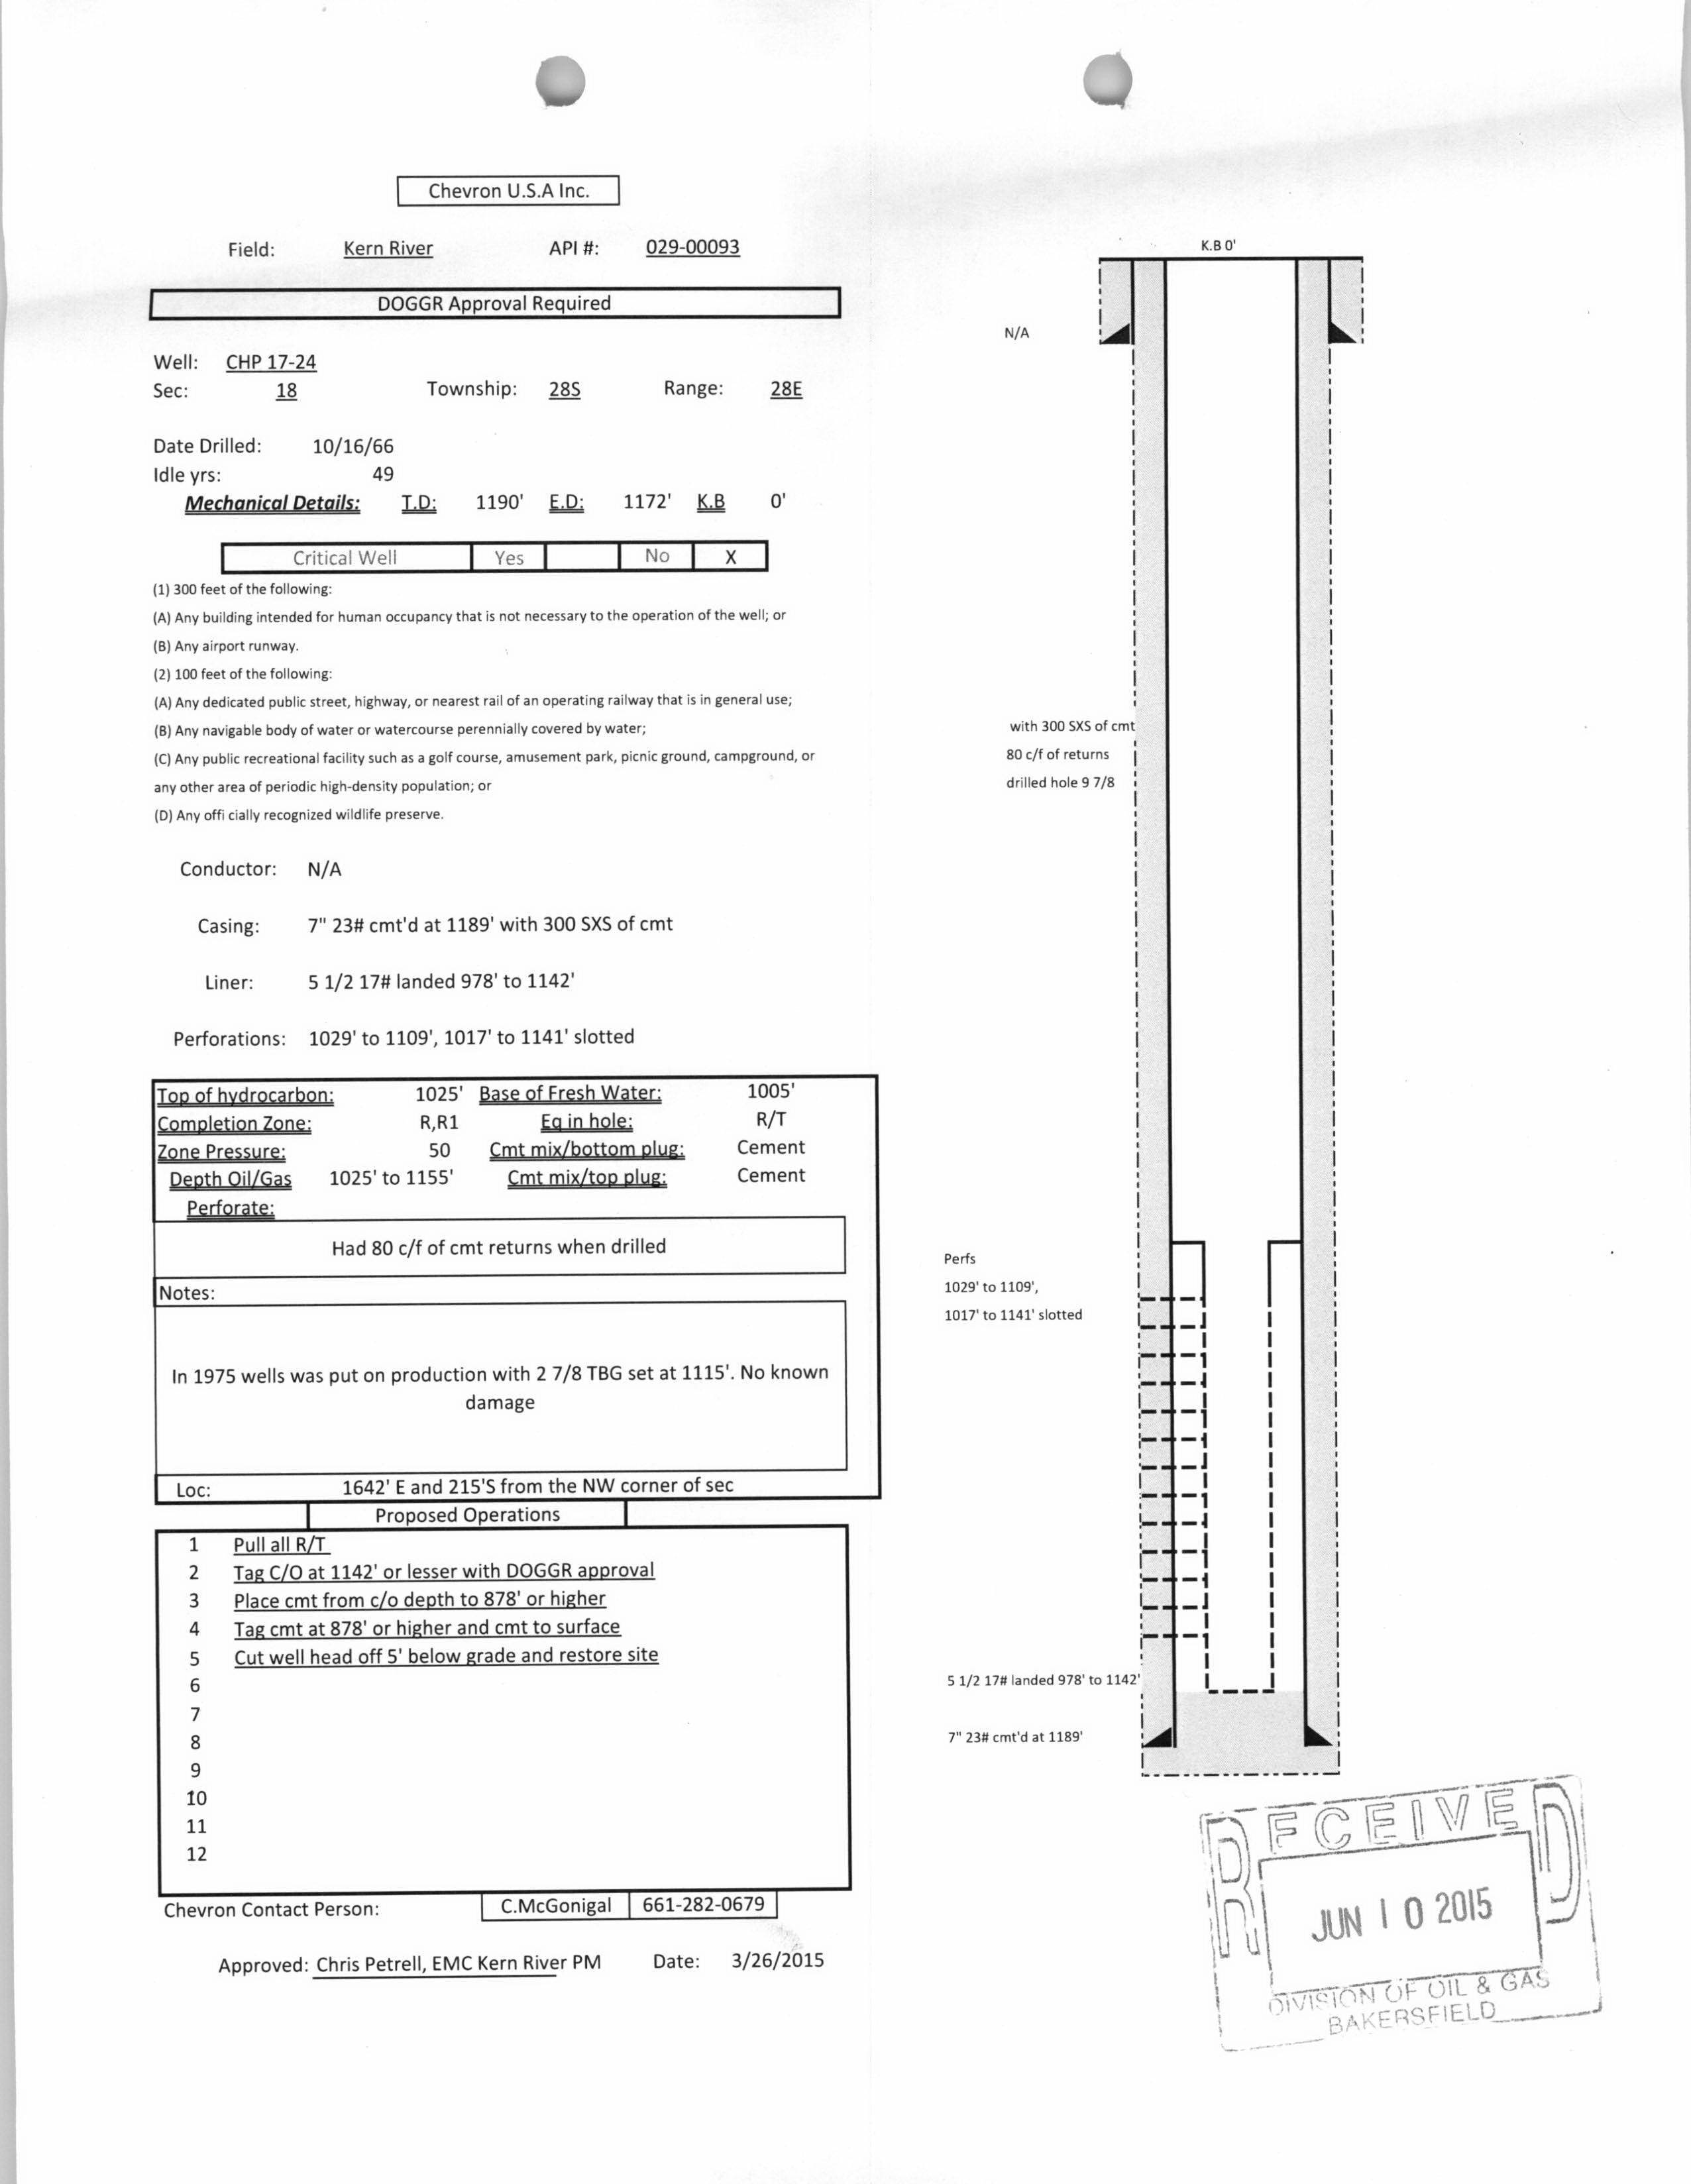 Chevron U.S.A Inc.
Field: Kern River API #: 029-00093
DOGGR Approval Required
Well: CHP 17-24
Sec: 18 Township: 28S Range: 28E
Date Drilled: 10/16/66
Idle yrs: 49
Mechanical Details: T.D: 1190' E.D: 1172' K.B 0'
Critical Well Yes No X
(1) 300 feet of the following:
(A) Any building intended for human occupancy that is not necessary to the operation of the well; or
(B) Any airport runway.
(2) 100 feet of the following:
(A) Any dedicated public street, highway, or nearest rail of an operating railway that is in general use;
(B) Any navigable body of water or watercourse perennially covered by water;
(C) Any public recreational facility such as a golf course, amusement park, picnic ground, campground, or
any other area of periodic high-density population; or
(D) Any offi cially recognized wildlife preserve.
Conductor: N/A
Casing: 7" 23# cmt'd at 1189' with 300 SXS of cmt
Liner: 5 1/2 17# landed 978' to 1142'
Perforations: 1029' to 1109', 1017' to 1141' slotted
Top of hydrocarbon: 1025' Base of Fresh Water: 1005'
Completion Zone: R,R1 Eq in hole: R/T
Zone Pressure: 50 Cmt mix/bottom plug: Cement
Depth Oil/Gas 1025' to 1155' Cmt mix/top plug: Cement
Perforate:
Had 80 c/f of cmt returns when drilled
Notes:
In 1975 wells was put on production with 2 7/8 TBG set at 1115'. No known
damage
Loc: 1642' E and 215'S from the NW corner of sec
Proposed Operations
1 Pull all R/T
2 Tag C/O at 1142' or lesser with DOGGR approval
3 Place cmt from c/o depth to 878' or higher
4 Tag cmt at 878' or higher and cmt to surface
5 Cut well head off 5' below grade and restore site
6
7
8
9
10
11
12
Chevron Contact Person: C.McGonigal 661-282-0679
Approved: Chris Petrell, EMC Kern River PM Date: 3/26/2015
K.B 0'
N/A
with 300 SXS of cmt
80 c/f of returns
drilled hole 9 7/8
Perfs
1029' to 1109',
1017' to 1141' slotted
5 1/2 17# landed 978' to 1142'
7" 23# cmt'd at 1189'
RECEIVED
JUN 10 2015
DIVISION OF OIL & GAS
BAKERSFIELD